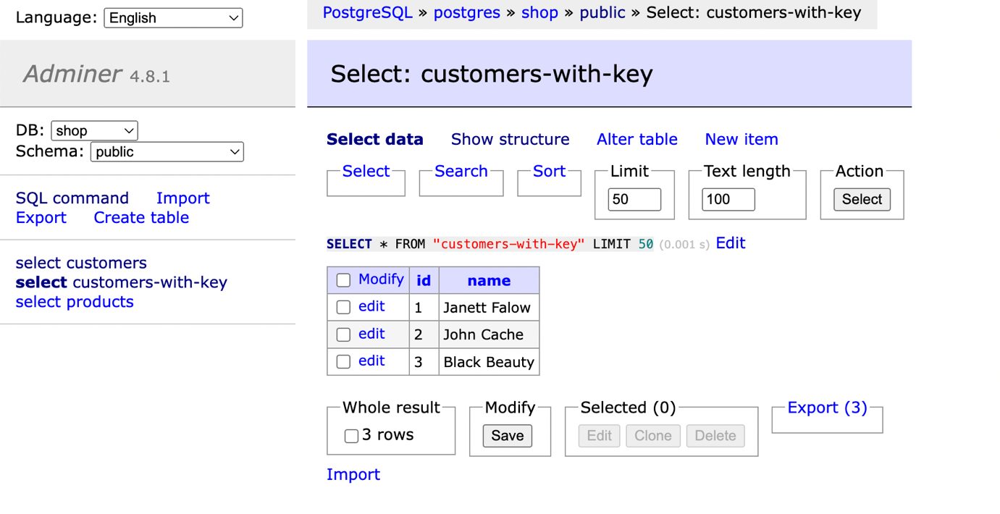 Language: English
PostgreSQL » postgres » shop » public » Select: customers-with-key
Adminer 4.8.1
Select: customers-with-key
DB: shop
Schema: public
SQL command Import
Export Create table
select customers
select customers-with-key
select products
Select data Show structure Alter table New item
Select Search Sort Limit Text length Action
50 100 Select
SELECT * FROM "customers-with-key" LIMIT 50 (0.001 s) Edit
Modify id name
edit 1 Janett Falow
edit 2 John Cache
edit 3 Black Beauty
Whole result Modify Selected (0) Export (3)
3 rows Save Edit Clone Delete
Import